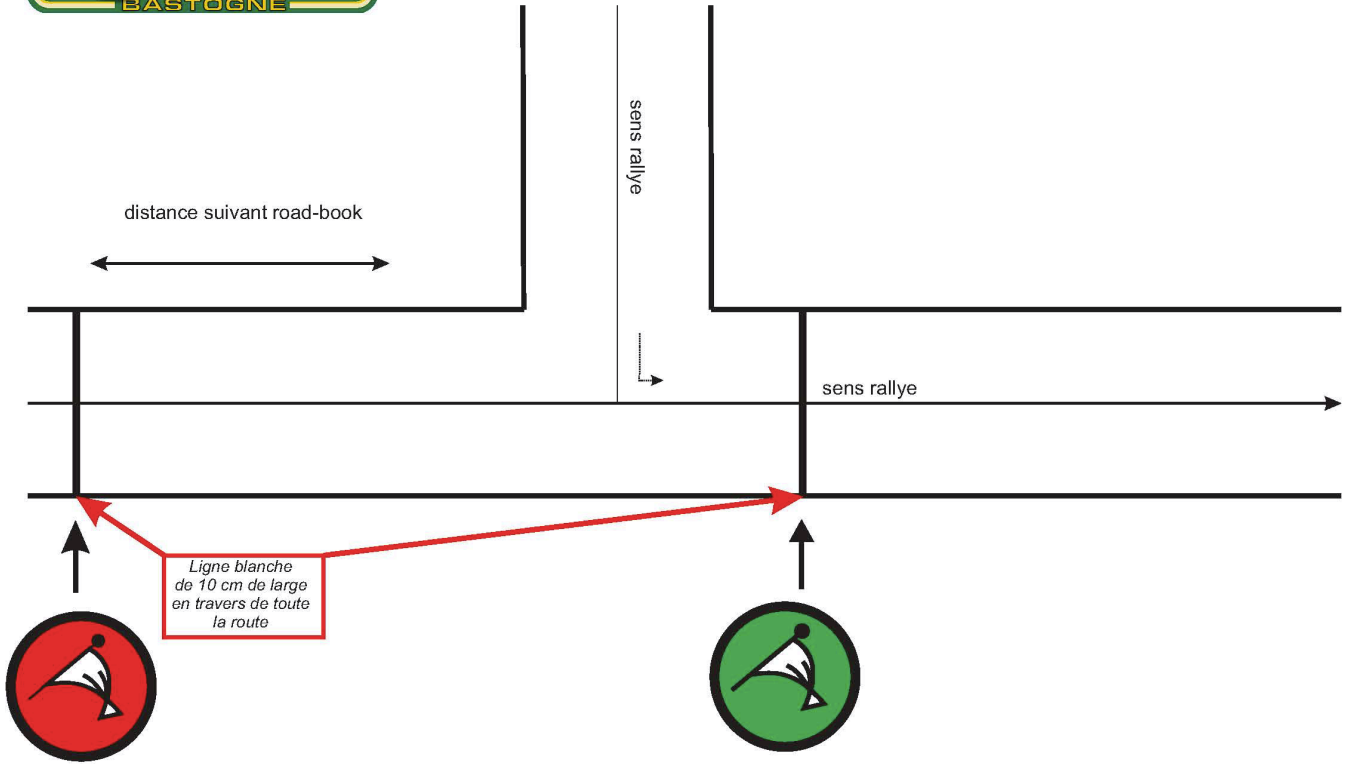 BASTOGNE
sens rallye
distance suivant road-book
sens rallye
Ligne blanche
de 10 cm de large
en travers de toute
la route